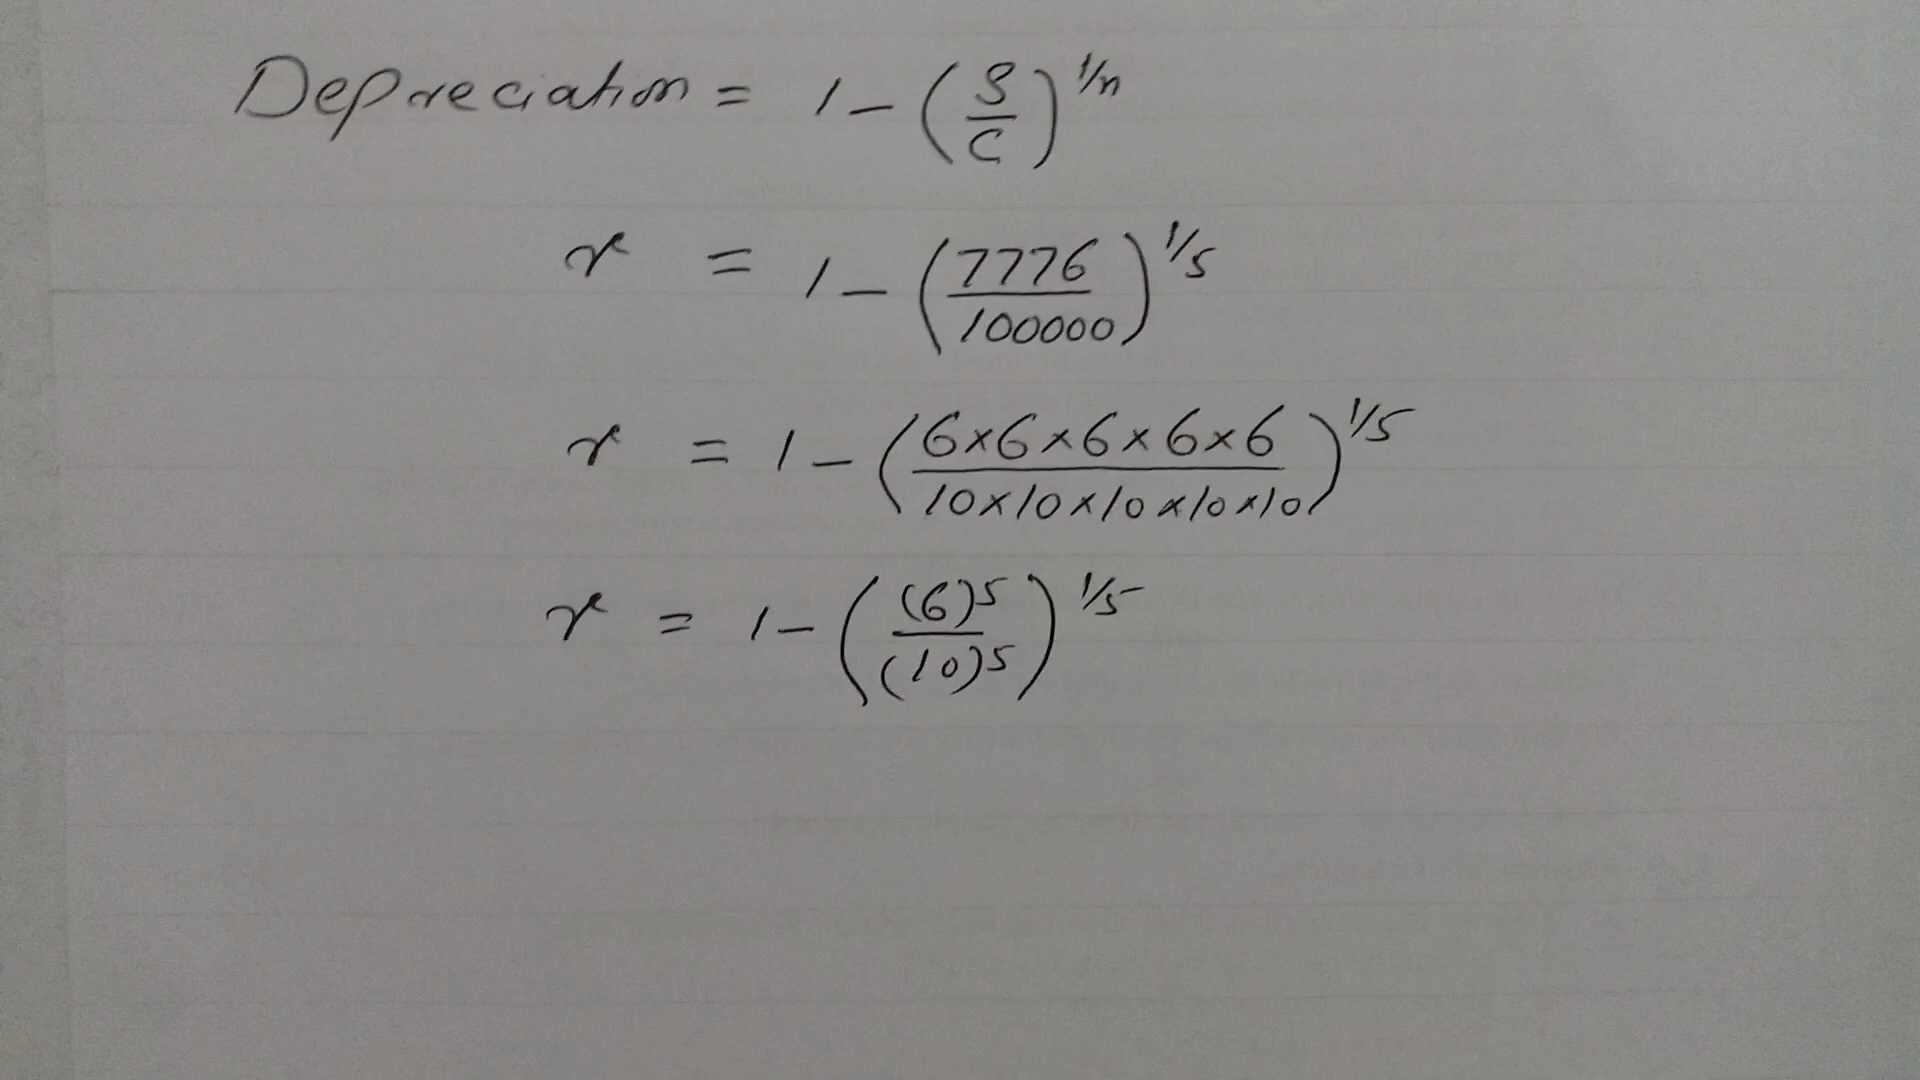 Depreciation = 1 - (S/C)^1/n
r = 1 - (7776/100000)^1/5
r = 1 - (6×6×6×6×6/10×10×10×10×10)^1/5
r = 1 - ((6)^5/(10)^5)^1/5